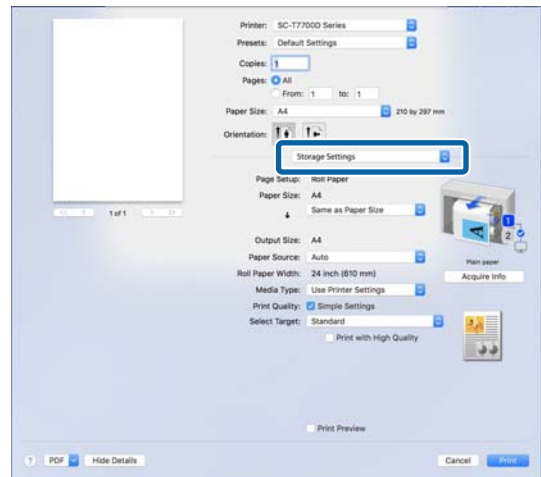 Printer: SC-T7700D Series
Presets: Default Settings
Copies: 1
Pages: All
From: 1 to: 1
Paper Size: A4 210 by 297 mm
Orientation:
Storage Settings
Page Setup: Roll Paper
Paper Size: A4
Same as Paper Size
Output Size: A4
Paper Source: Auto
Roll Paper Width: 24 inch (610 mm)
Media Type: Use Printer Settings
Print Quality: Simple Settings
Select Target: Standard
Print with High Quality
1 of 1
1
2
Plain paper
Acquire Info
Print Preview
? PDF Hide Details Cancel Print